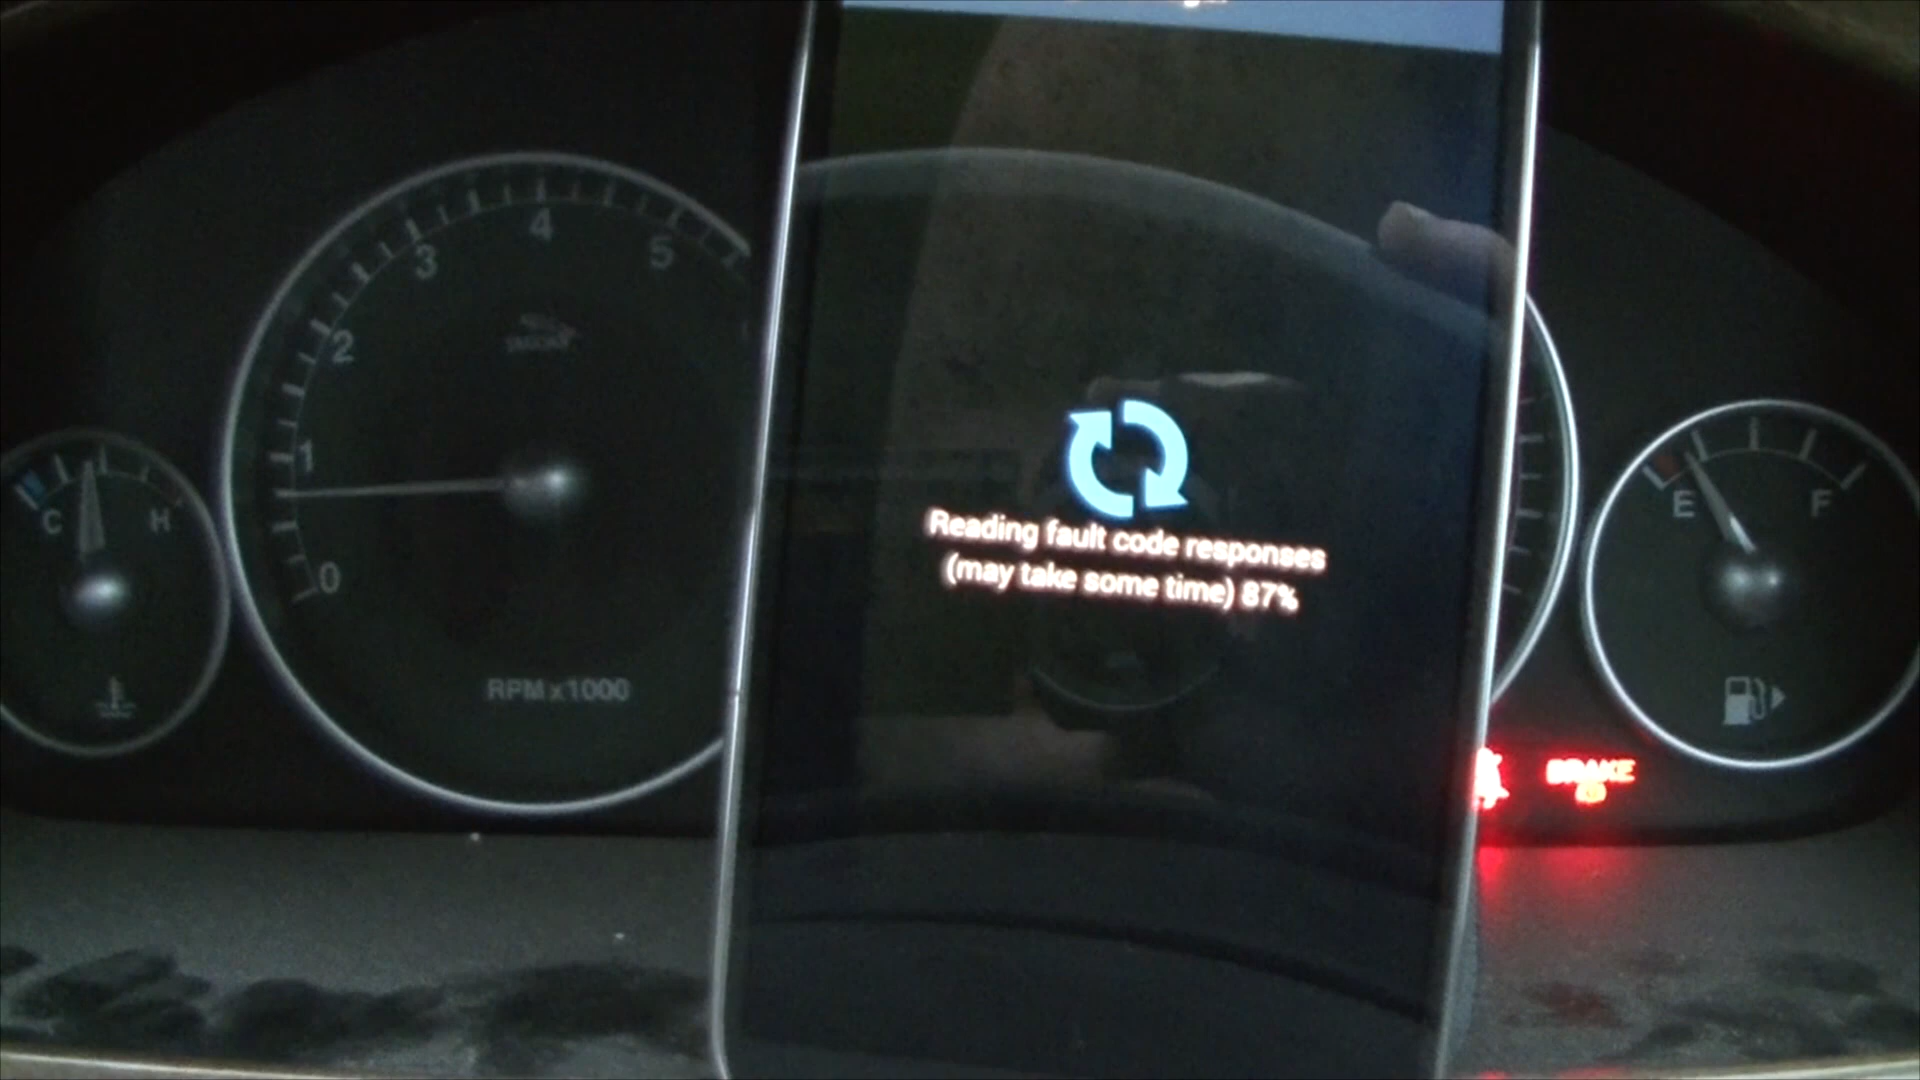 3
4
5
2
1
0
RPM x1000
C
H
Reading fault code responses
(may take some time) 87%
E
F
BRAKE